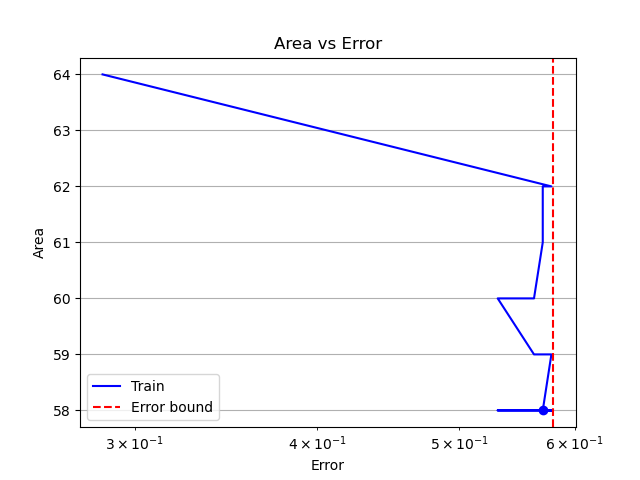 Area vs Error
64
63
62
61
60
59
58
Area
Train
Error bound
3 × 10⁻¹
4 × 10⁻¹
5 × 10⁻¹
6 × 10⁻¹
Error